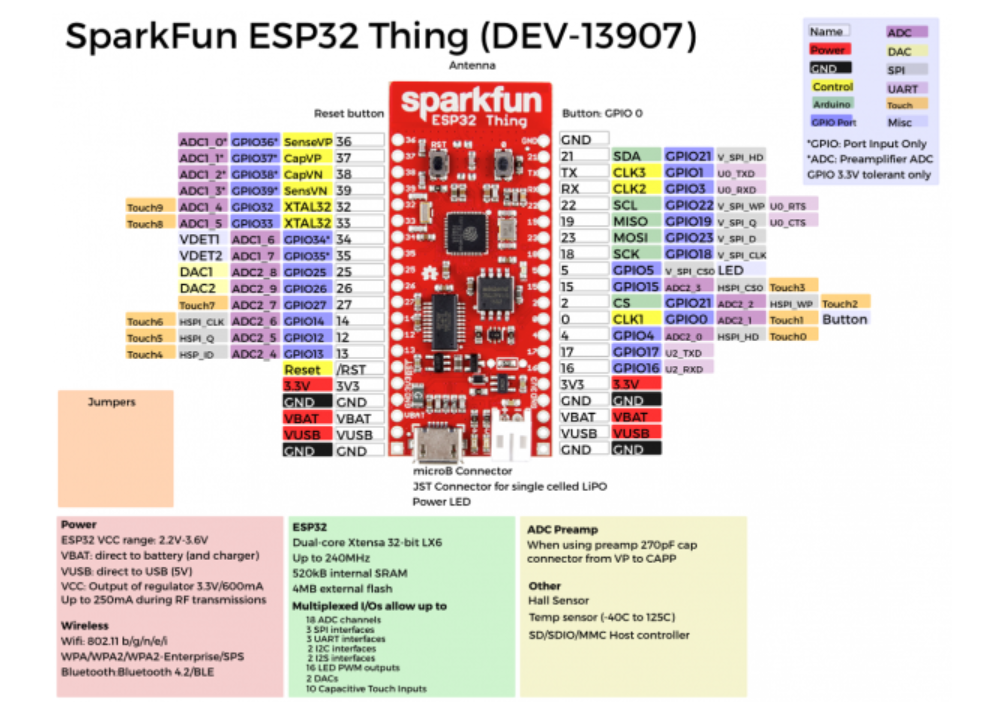 SparkFun ESP32 Thing (DEV-13907)
Antenna
Reset button
Button: GPIO 0
Name ADC
Power DAC
GND SPI
Control UART
Arduino Touch
GPIO Port Misc
*GPIO: Port Input Only
*ADC: Preamplifier ADC
GPIO 3.3V tolerant only
sparkfun
ESP32 Thing
RST 0
ADC1_0* GPIO36* SenseVP 36
ADC1_1* GPIO37* CapVP 37
ADC1_2* GPIO38* CapVN 38
ADC1_3* GPIO39* SensVN 39
Touch9 ADC1_4 GPIO32 XTAL32 32
Touch8 ADC1_5 GPIO33 XTAL32 33
VDET1 ADC1_6 GPIO34* 34
VDET2 ADC1_7 GPIO35* 35
DAC1 ADC2_8 GPIO25 25
DAC2 ADC2_9 GPIO26 26
Touch7 ADC2_7 GPIO27 27
Touch6 HSPI_CLK ADC2_6 GPIO14 14
Touch5 HSPI_Q ADC2_5 GPIO12 12
Touch4 HSP_ID ADC2_4 GPIO13 13
Reset /RST
3.3V 3V3
GND GND
VBAT VBAT
VUSB VUSB
GND GND
GND
21 SDA GPIO21 V_SPI_HD
TX CLK3 GPIO1 U0_TXD
RX CLK2 GPIO3 U0_RXD
22 SCL GPIO22 V_SPI_WP U0_RTS
19 MISO GPIO19 V_SPI_Q U0_CTS
23 MOSI GPIO23 V_SPI_D
18 SCK GPIO18 V_SPI_CLK
5 GPIO5 V_SPI_CS0 LED
15 GPIO15 ADC2_3 HSPI_CS0 Touch3
2 CS GPIO21 ADC2_2 HSPI_WP Touch2
0 CLK1 GPIO0 ADC2_1 Touch1 Button
4 GPIO4 ADC2_0 HSPI_HD Touch0
17 GPIO17 U2_TXD
16 GPIO16 U2_RXD
3V3 3.3V
GND GND
VBAT VBAT
VUSB VUSB
GND GND
microB Connector
JST Connector for single celled LiPO
Power LED
Jumpers
Power
ESP32 VCC range: 2.2V-3.6V
VBAT: direct to battery (and charger)
VUSB: direct to USB (5V)
VCC: Output of regulator 3.3V/600mA
Up to 250mA during RF transmissions
Wireless
Wifi: 802.11 b/g/n/e/i
WPA/WPA2/WPA2-Enterprise/SPS
Bluetooth:Bluetooth 4.2/BLE
ESP32
Dual-core Xtensa 32-bit LX6
Up to 240MHz
520kB internal SRAM
4MB external flash
Multiplexed I/Os allow up to
18 ADC channels
3 SPI interfaces
3 UART interfaces
2 I2C interfaces
2 I2S interfaces
16 LED PWM outputs
2 DACs
10 Capacitive Touch Inputs
ADC Preamp
When using preamp 270pF cap
connector from VP to CAPP
Other
Hall Sensor
Temp sensor (-40C to 125C)
SD/SDIO/MMC Host controller